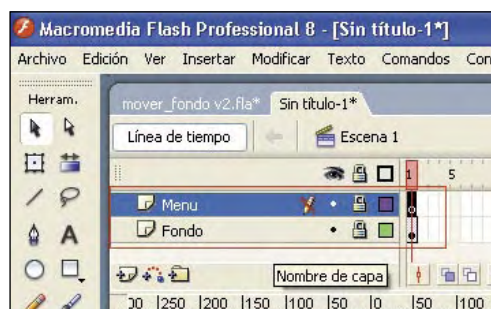 Macromedia Flash Professional 8 - [Sin título-1*]
Archivo Edición Ver Insertar Modificar Texto Comandos Con
Herram.
mover_fondo v2.fla* Sin título-1*
Línea de tiempo Escena 1
1 5
Menu
Fondo
Nombre de capa
250 200 150 100 50 0 50 100